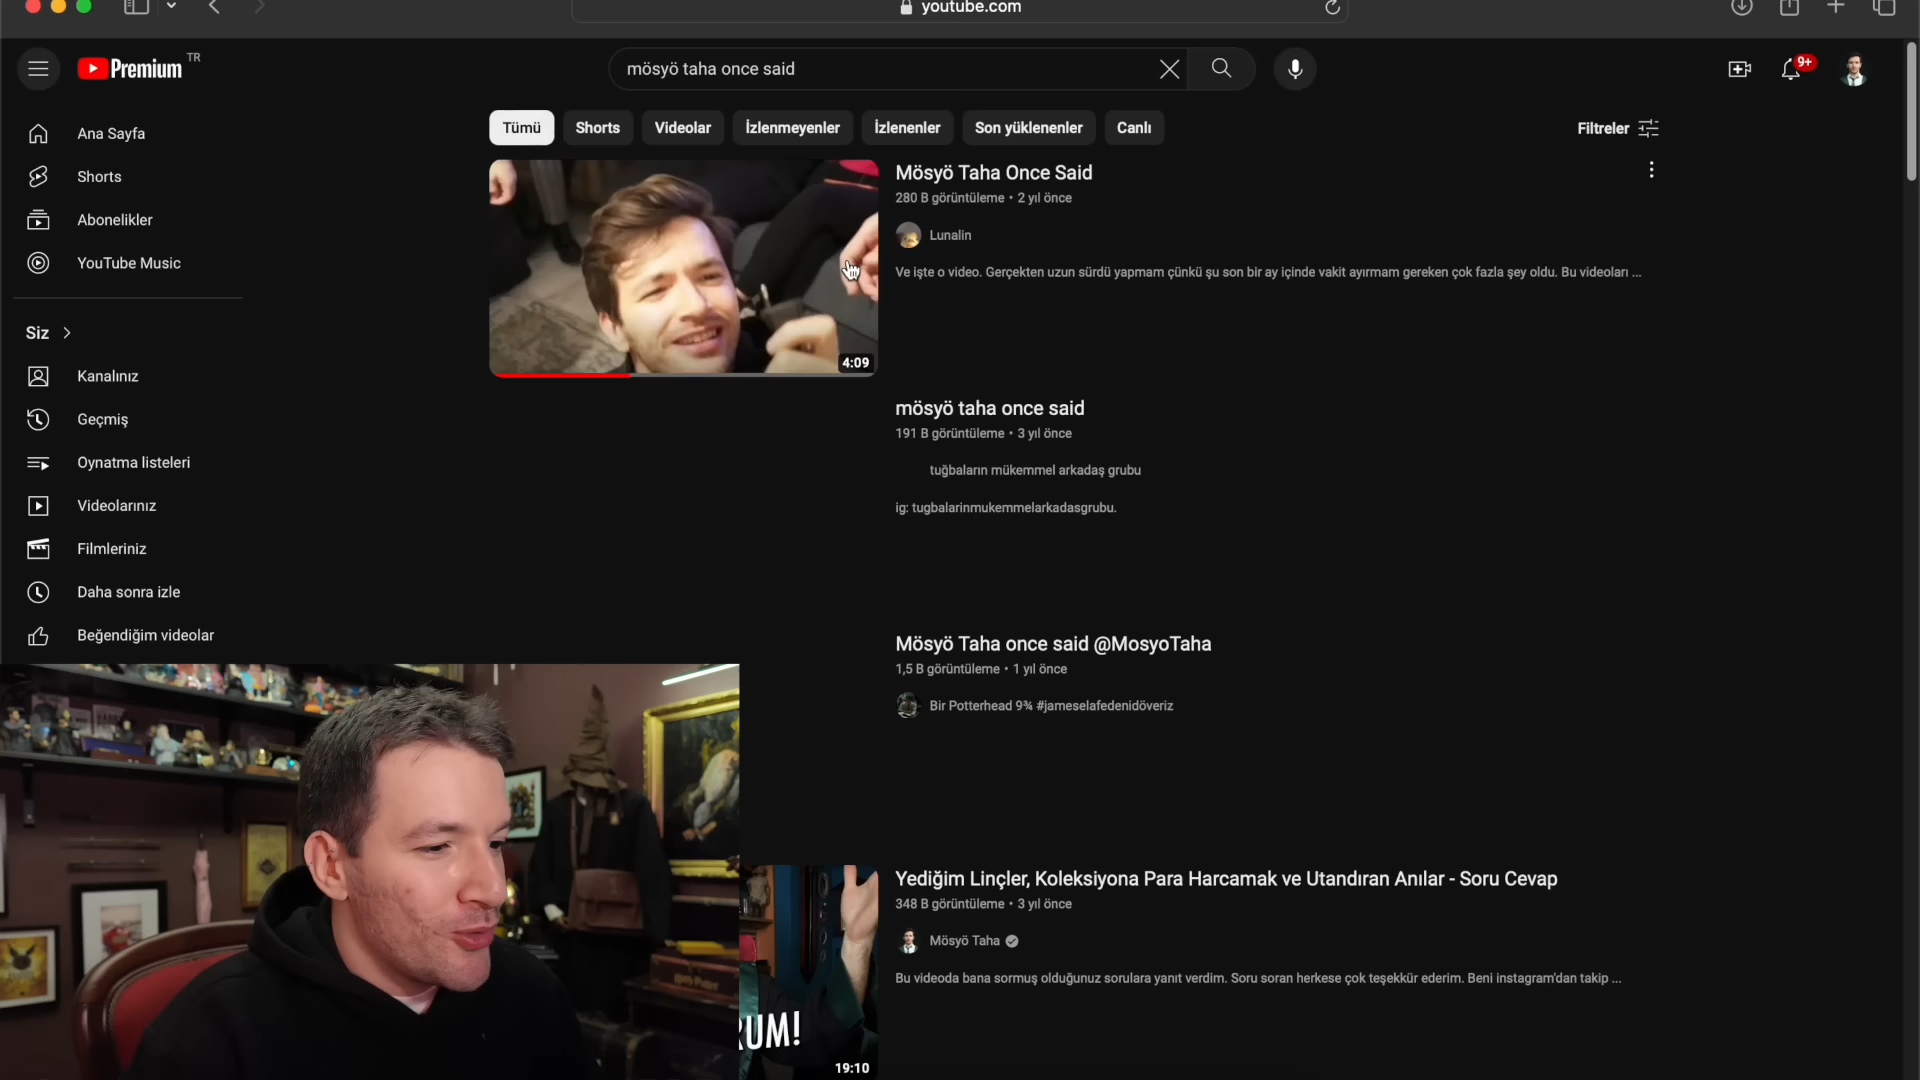 youtube.com
Premium TR
mösyö taha once said
9+
Ana Sayfa
Shorts
Abonelikler
YouTube Music
Siz
Kanalınız
Geçmiş
Oynatma listeleri
Videolarınız
Filmleriniz
Daha sonra izle
Beğendiğim videolar
Tümü
Shorts
Videolar
İzlenmeyenler
İzlenenler
Son yüklenenler
Canlı
Filtreler
4:09
Mösyö Taha Once Said
280 B görüntüleme • 2 yıl önce
Lunalin
Ve işte o video. Gerçekten uzun sürdü yapmam çünkü şu son bir ay içinde vakit ayırmam gereken çok fazla şey oldu. Bu videoları ...
mösyö taha once said
191 B görüntüleme • 3 yıl önce
tuğbaların mükemmel arkadaş grubu
ig: tugbalarinmukemmelarkadasgrubu.
Mösyö Taha once said @MosyoTaha
1,5 B görüntüleme • 1 yıl önce
Bir Potterhead 9¾ #jameselafedenidöveriz
RUM!
19:10
Yediğim Linçler, Koleksiyona Para Harcamak ve Utandıran Anılar - Soru Cevap
348 B görüntüleme • 3 yıl önce
Mösyö Taha
Bu videoda bana sormuş olduğunuz sorulara yanıt verdim. Soru soran herkese çok teşekkür ederim. Beni instagram'dan takip ...